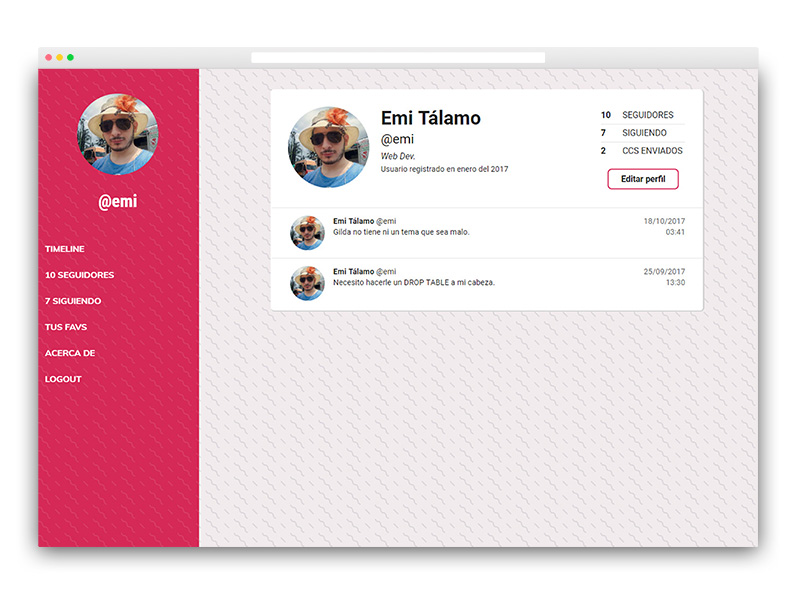 @emi
TIMELINE
10 SEGUIDORES
7 SIGUIENDO
TUS FAVS
ACERCA DE
LOGOUT
Emi Tálamo
@emi
Web Dev.
Usuario registrado en enero del 2017
10 SEGUIDORES
7 SIGUIENDO
2 CCS ENVIADOS
Editar perfil
Emi Tálamo @emi 18/10/2017
Gilda no tiene ni un tema que sea malo. 03:41
Emi Tálamo @emi 25/09/2017
Necesito hacerle un DROP TABLE a mi cabeza. 13:30